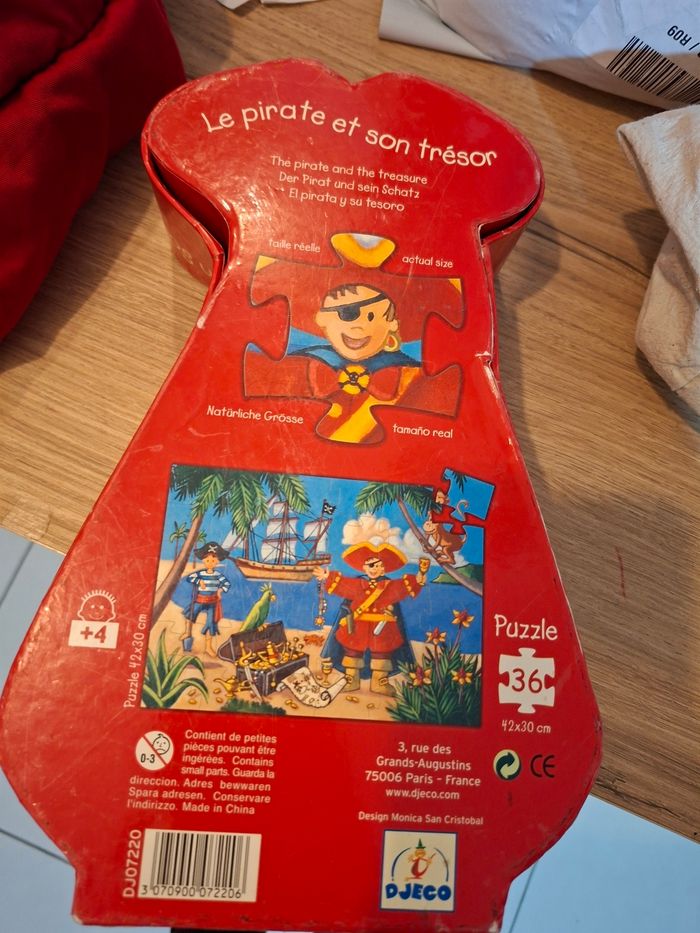 / R09
Le pirate et son trésor
The pirate and the treasure
Der Pirat und sein Schatz
El pirata y su tesoro
taille réelle
actual size
Natürliche Grösse
tamaño real
+4
Puzzle 42x30 cm
Puzzle
36
42x30 cm
0-3
Contient de petites
pièces pouvant être
ingérées. Contains
small parts. Guarda la
direccion. Adres bewwaren
Spara adresen. Conservare
l'indirizzo. Made in China
3, rue des
Grands-Augustins
75006 Paris - France
www.djeco.com
CE
Design Monica San Cristobal
DJ07220
3 070900 072206
DJECO